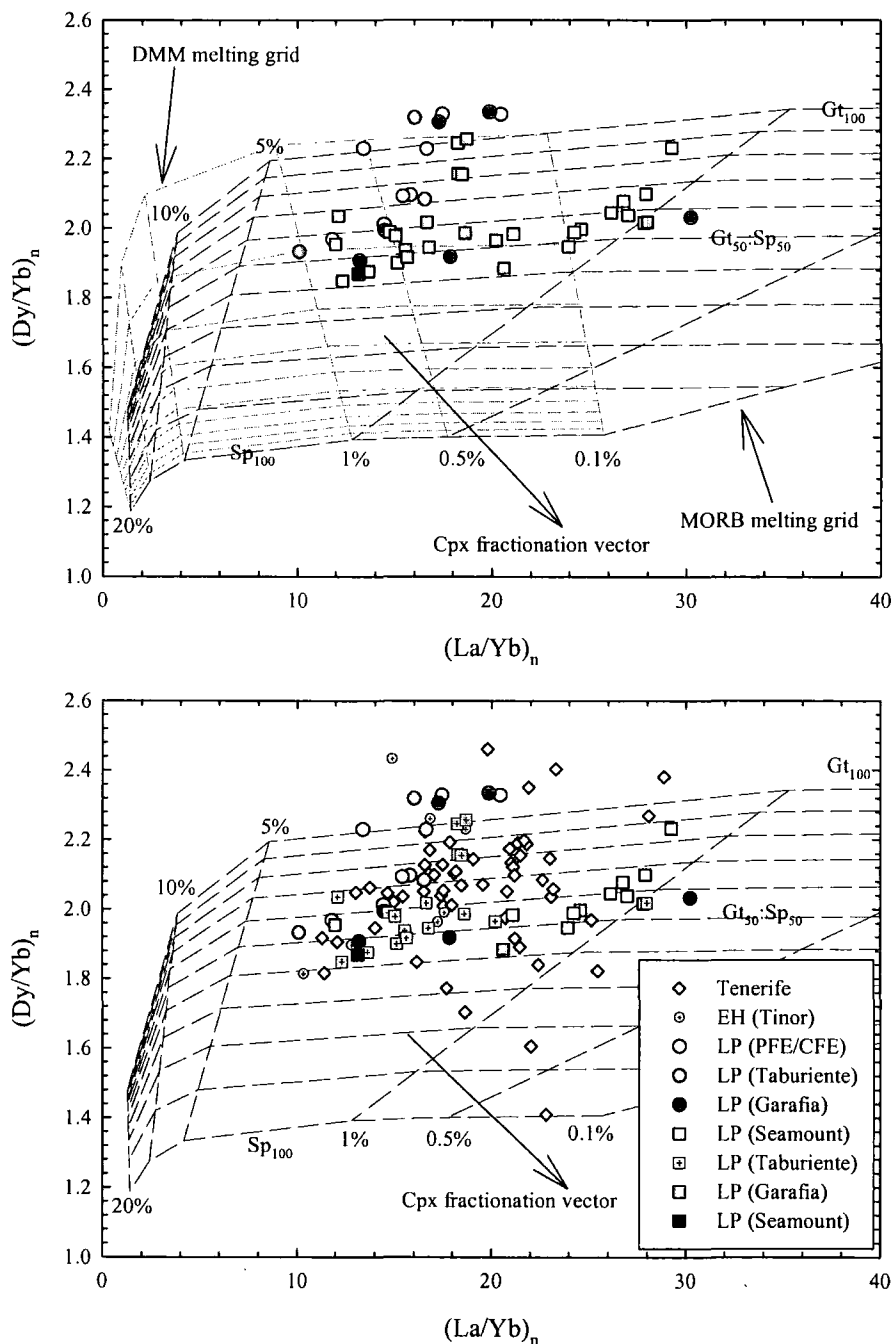 2.6
2.4
2.2
2.0
1.8
1.6
1.4
1.2
1.0
(Dy/Yb)n
DMM melting grid
5%
10%
20%
Gt100
Gt50:Sp50
Sp100
1%
0.5%
0.1%
Cpx fractionation vector
MORB melting grid
0
10
20
30
40
(La/Yb)n
2.6
2.4
2.2
2.0
1.8
1.6
1.4
1.2
1.0
(Dy/Yb)n
5%
10%
20%
Gt100
Gt50:Sp50
Sp100
1%
0.5%
0.1%
Cpx fractionation vector
Tenerife
EH (Tinor)
LP (PFE/CFE)
LP (Taburiente)
LP (Garafia)
LP (Seamount)
LP (Taburiente)
LP (Garafia)
LP (Seamount)
0
10
20
30
40
(La/Yb)n